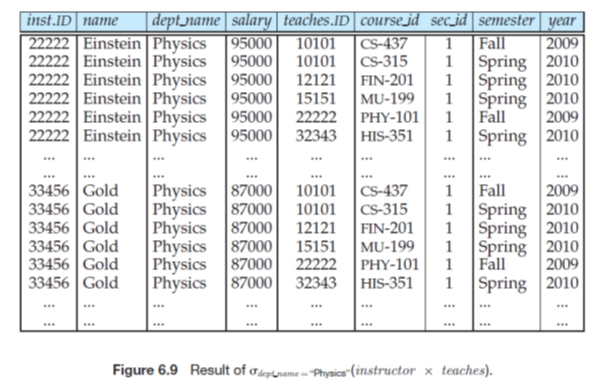 inst.ID name dept_name salary teaches.ID course_id sec_id semester year
22222 Einstein Physics 95000 10101 CS-437 1 Fall 2009
22222 Einstein Physics 95000 10101 CS-315 1 Spring 2010
22222 Einstein Physics 95000 12121 FIN-201 1 Spring 2010
22222 Einstein Physics 95000 15151 MU-199 1 Spring 2010
22222 Einstein Physics 95000 22222 PHY-101 1 Fall 2009
22222 Einstein Physics 95000 32343 HIS-351 1 Spring 2010
... ... ... ... ... ... ... ... ...
... ... ... ... ... ... ... ... ...
33456 Gold Physics 87000 10101 CS-437 1 Fall 2009
33456 Gold Physics 87000 10101 CS-315 1 Spring 2010
33456 Gold Physics 87000 12121 FIN-201 1 Spring 2010
33456 Gold Physics 87000 15151 MU-199 1 Spring 2010
33456 Gold Physics 87000 22222 PHY-101 1 Fall 2009
33456 Gold Physics 87000 32343 HIS-351 1 Spring 2010
... ... ... ... ... ... ... ... ...
... ... ... ... ... ... ... ... ...
Figure 6.9 Result of σ dept_name = "Physics" (instructor × teaches).